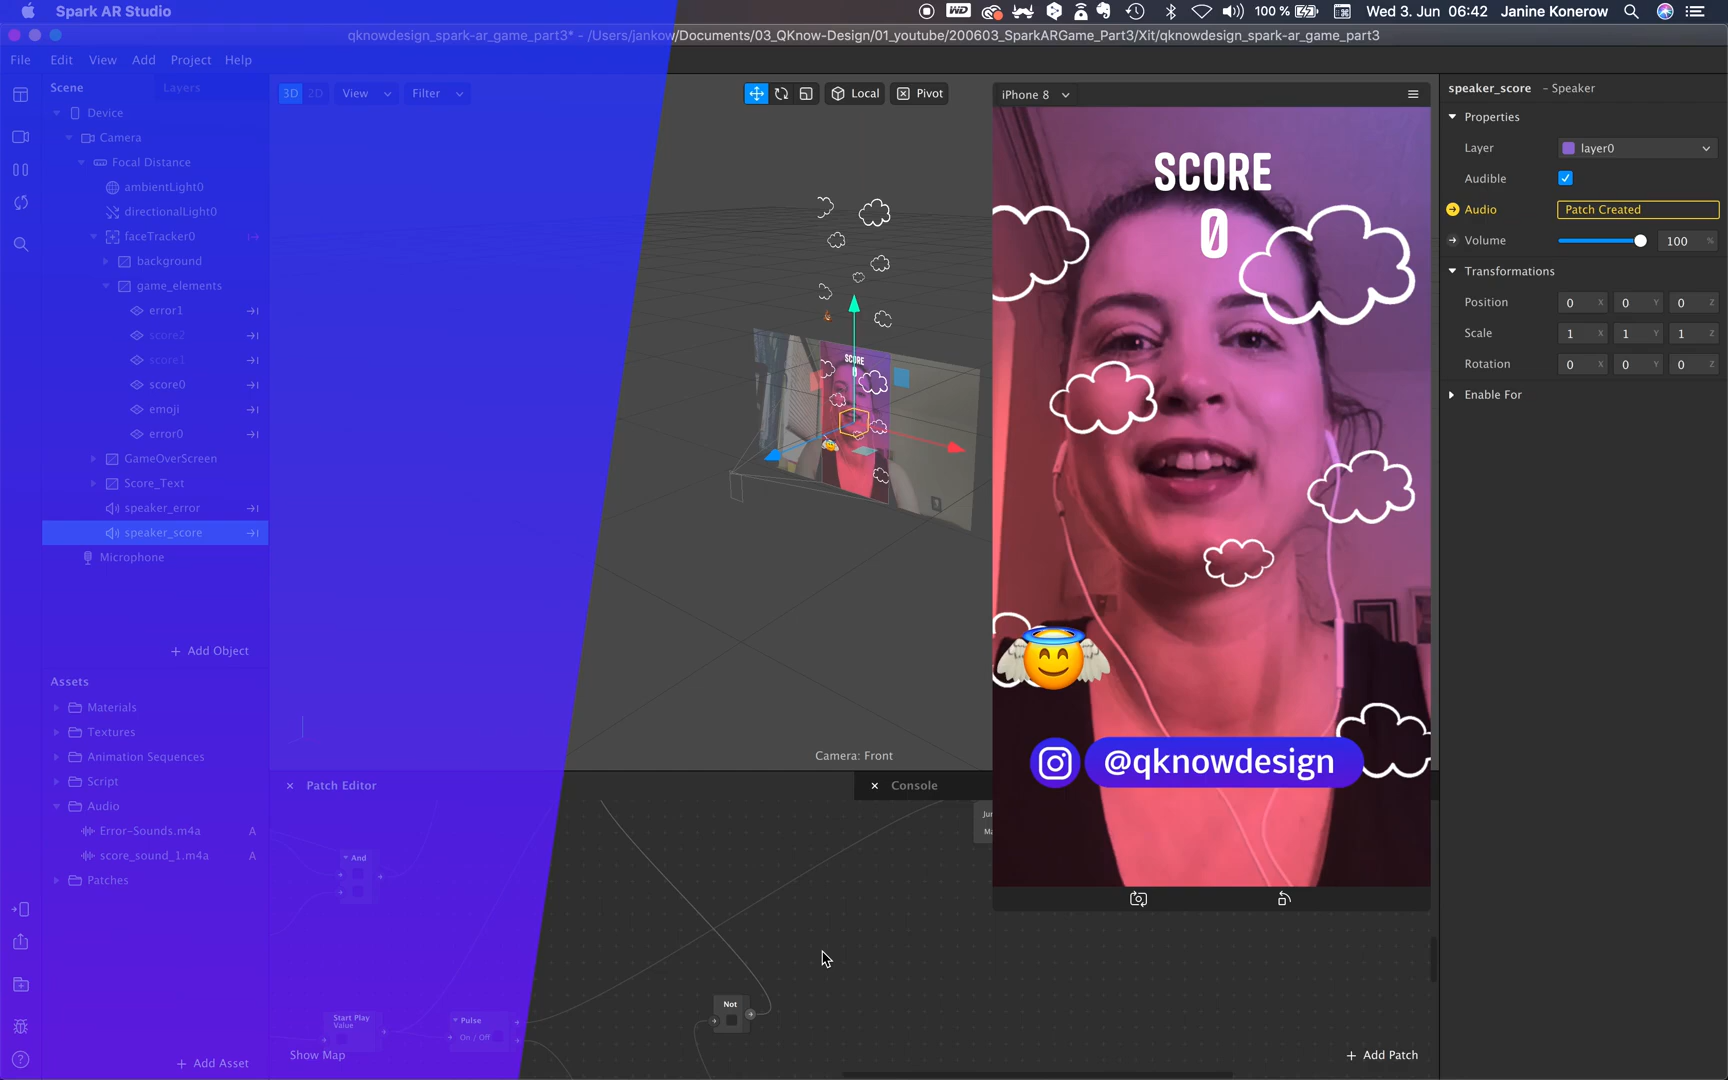 Spark AR Studio
100 %
Wed 3. Jun 06:42
Janine Konerow
qknowdesign_spark-ar_game_part3* - /Users/jankow/Documents/03_QKnow-Design/01_youtube/200603_SparkARGame_Part3/Xit/qknowdesign_spark-ar_game_part3
File Edit View Add Project Help
Scene
Layers
Device
Camera
Focal Distance
ambientLight0
directionalLight0
faceTracker0
background
game_elements
error1
score2
score1
score0
emoji
error0
GameOverScreen
Score_Text
speaker_error
speaker_score
Microphone
+ Add Object
Assets
Materials
Textures
Animation Sequences
Script
Audio
Error-Sounds.m4a A
score_sound_1.m4a A
Patches
+ Add Asset
3D 2D View Filter
Local
Pivot
SCORE
0
Camera: Front
iPhone 8
SCORE
0
@qknowdesign
Patch Editor
Console
And
Start Play
Value
Pulse
On / Off
Not
Show Map
+ Add Patch
speaker_score - Speaker
Properties
Layer layer0
Audible
Audio Patch Created
Volume 100 %
Transformations
Position 0 X 0 Y 0 Z
Scale 1 X 1 Y 1 Z
Rotation 0 X 0 Y 0 Z
Enable For